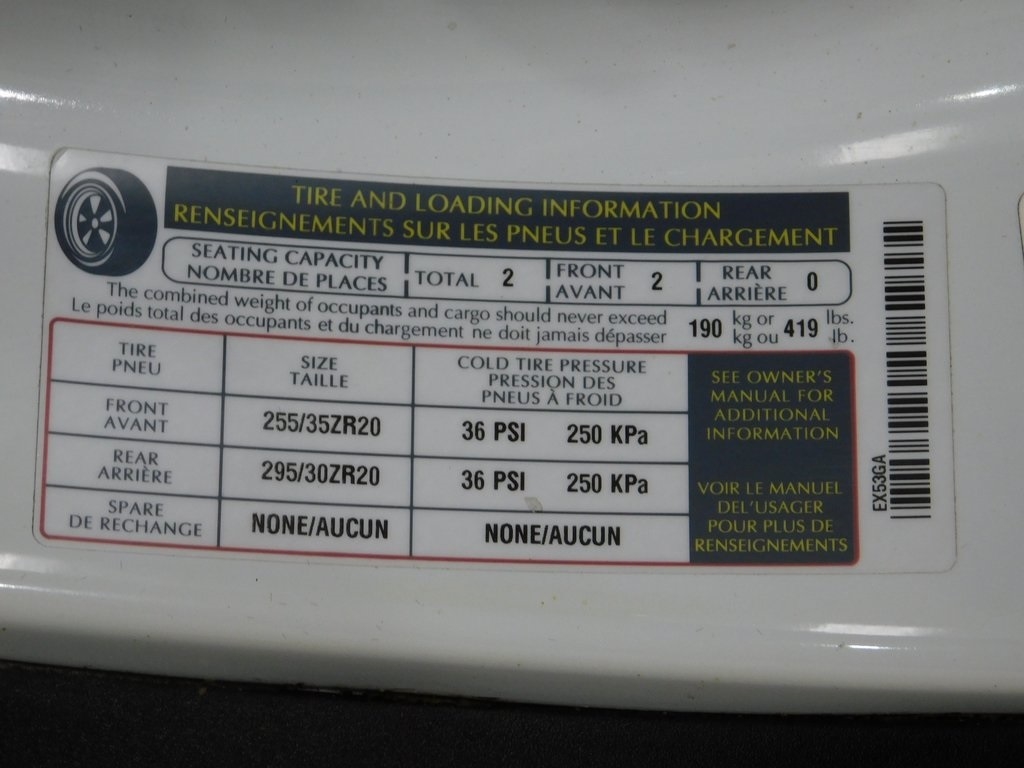 TIRE AND LOADING INFORMATION
RENSEIGNEMENTS SUR LES PNEUS ET LE CHARGEMENT
SEATING CAPACITY
NOMBRE DE PLACES
TOTAL 2
FRONT
AVANT
2
REAR
ARRIÈRE
0
The combined weight of occupants and cargo should never exceed
Le poids total des occupants et du chargement ne doit jamais dépasser
190 kg or 419 lbs.
kg ou lb.
TIRE
PNEU
SIZE
TAILLE
COLD TIRE PRESSURE
PRESSION DES
PNEUS À FROID
FRONT
AVANT
255/35ZR20
36 PSI 250 KPa
REAR
ARRIÈRE
295/30ZR20
36 PSI 250 KPa
SPARE
DE RECHANGE
NONE/AUCUN
NONE/AUCUN
SEE OWNER'S
MANUAL FOR
ADDITIONAL
INFORMATION
VOIR LE MANUEL
DEL'USAGER
POUR PLUS DE
RENSEIGNEMENTS
EX53GA